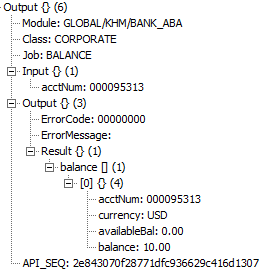 Output {} (6)
Module: GLOBAL/KHM/BANK_ABA
Class: CORPORATE
Job: BALANCE
Input {} (1)
acctNum: 000095313
Output {} (3)
ErrorCode: 00000000
ErrorMessage:
Result {} (1)
balance [] (1)
[0] {} (4)
acctNum: 000095313
currency: USD
availableBal: 0.00
balance: 10.00
API_SEQ: 2e843070f28771dfc936629c416d1307